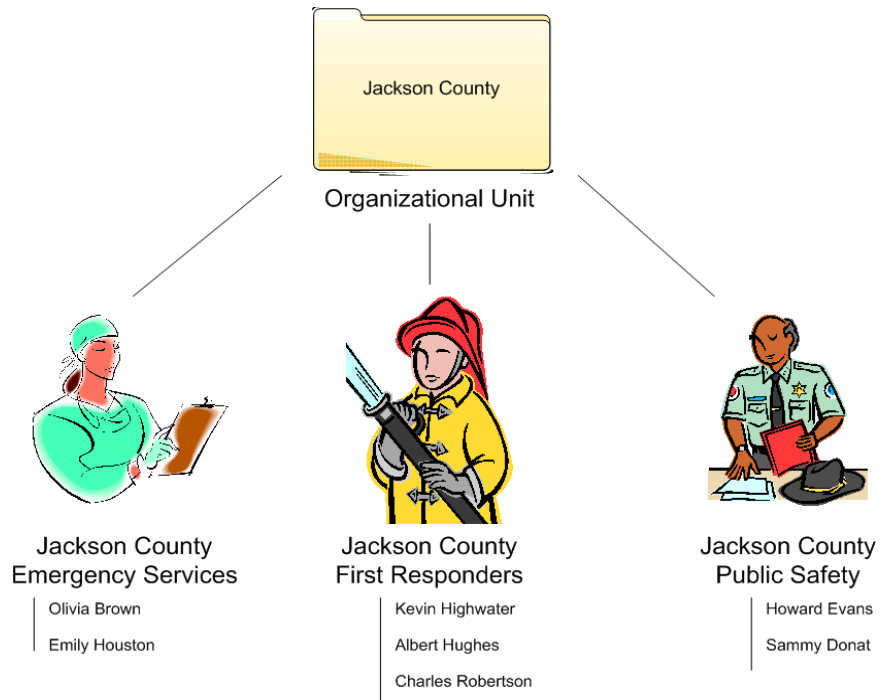 Jackson County
Organizational Unit
Jackson County
Emergency Services
Olivia Brown
Emily Houston
Jackson County
First Responders
Kevin Highwater
Albert Hughes
Charles Robertson
Jackson County
Public Safety
Howard Evans
Sammy Donat